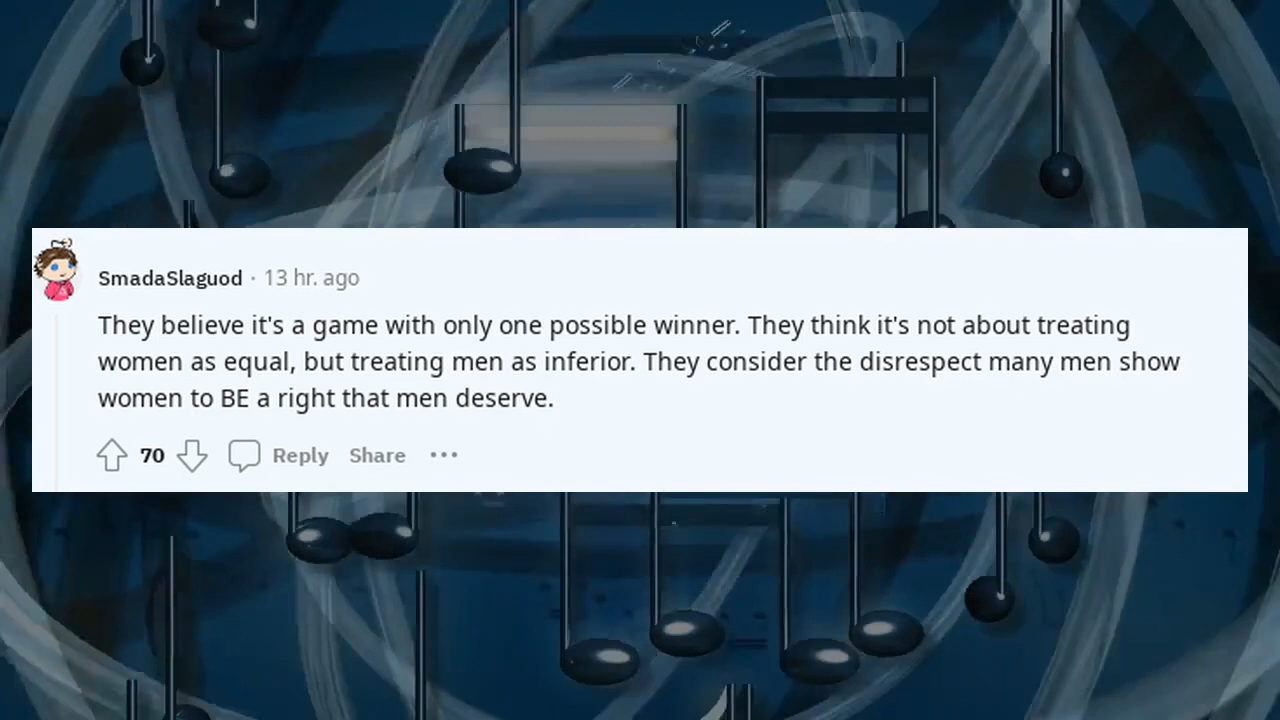 SmadaSlaguod · 13 hr. ago
They believe it's a game with only one possible winner. They think it's not about treating
women as equal, but treating men as inferior. They consider the disrespect many men show
women to BE a right that men deserve.
70 Reply Share ...